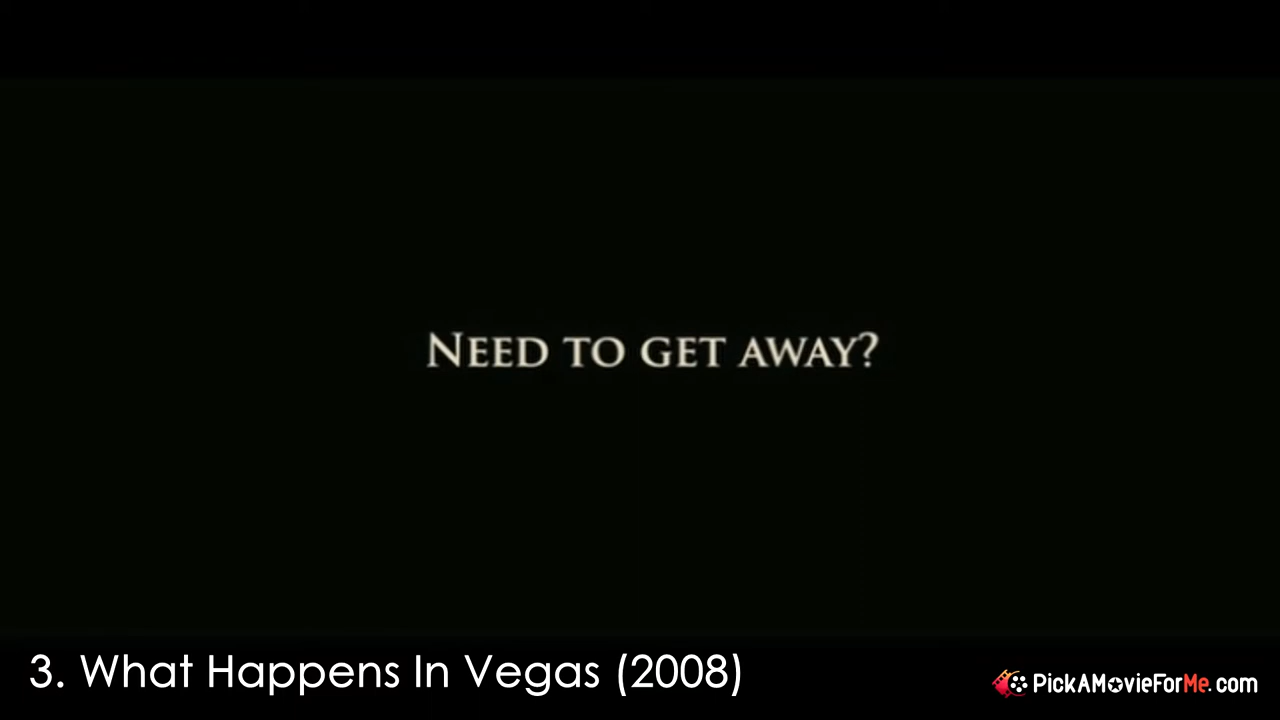 NEED TO GET AWAY?
3. What Happens In Vegas (2008)
PickAMovieForMe.com